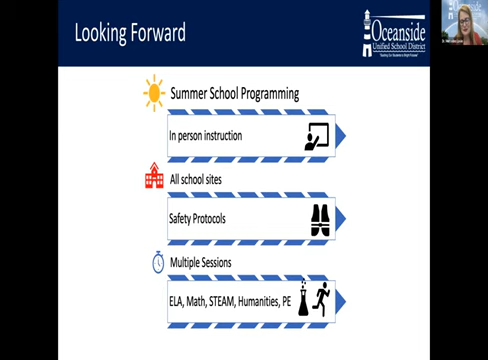 Looking Forward
Oceanside
Unified School District
Summer School Programming
In person instruction
All school sites
Safety Protocols
Multiple Sessions
ELA, Math, STEAM, Humanities, PE